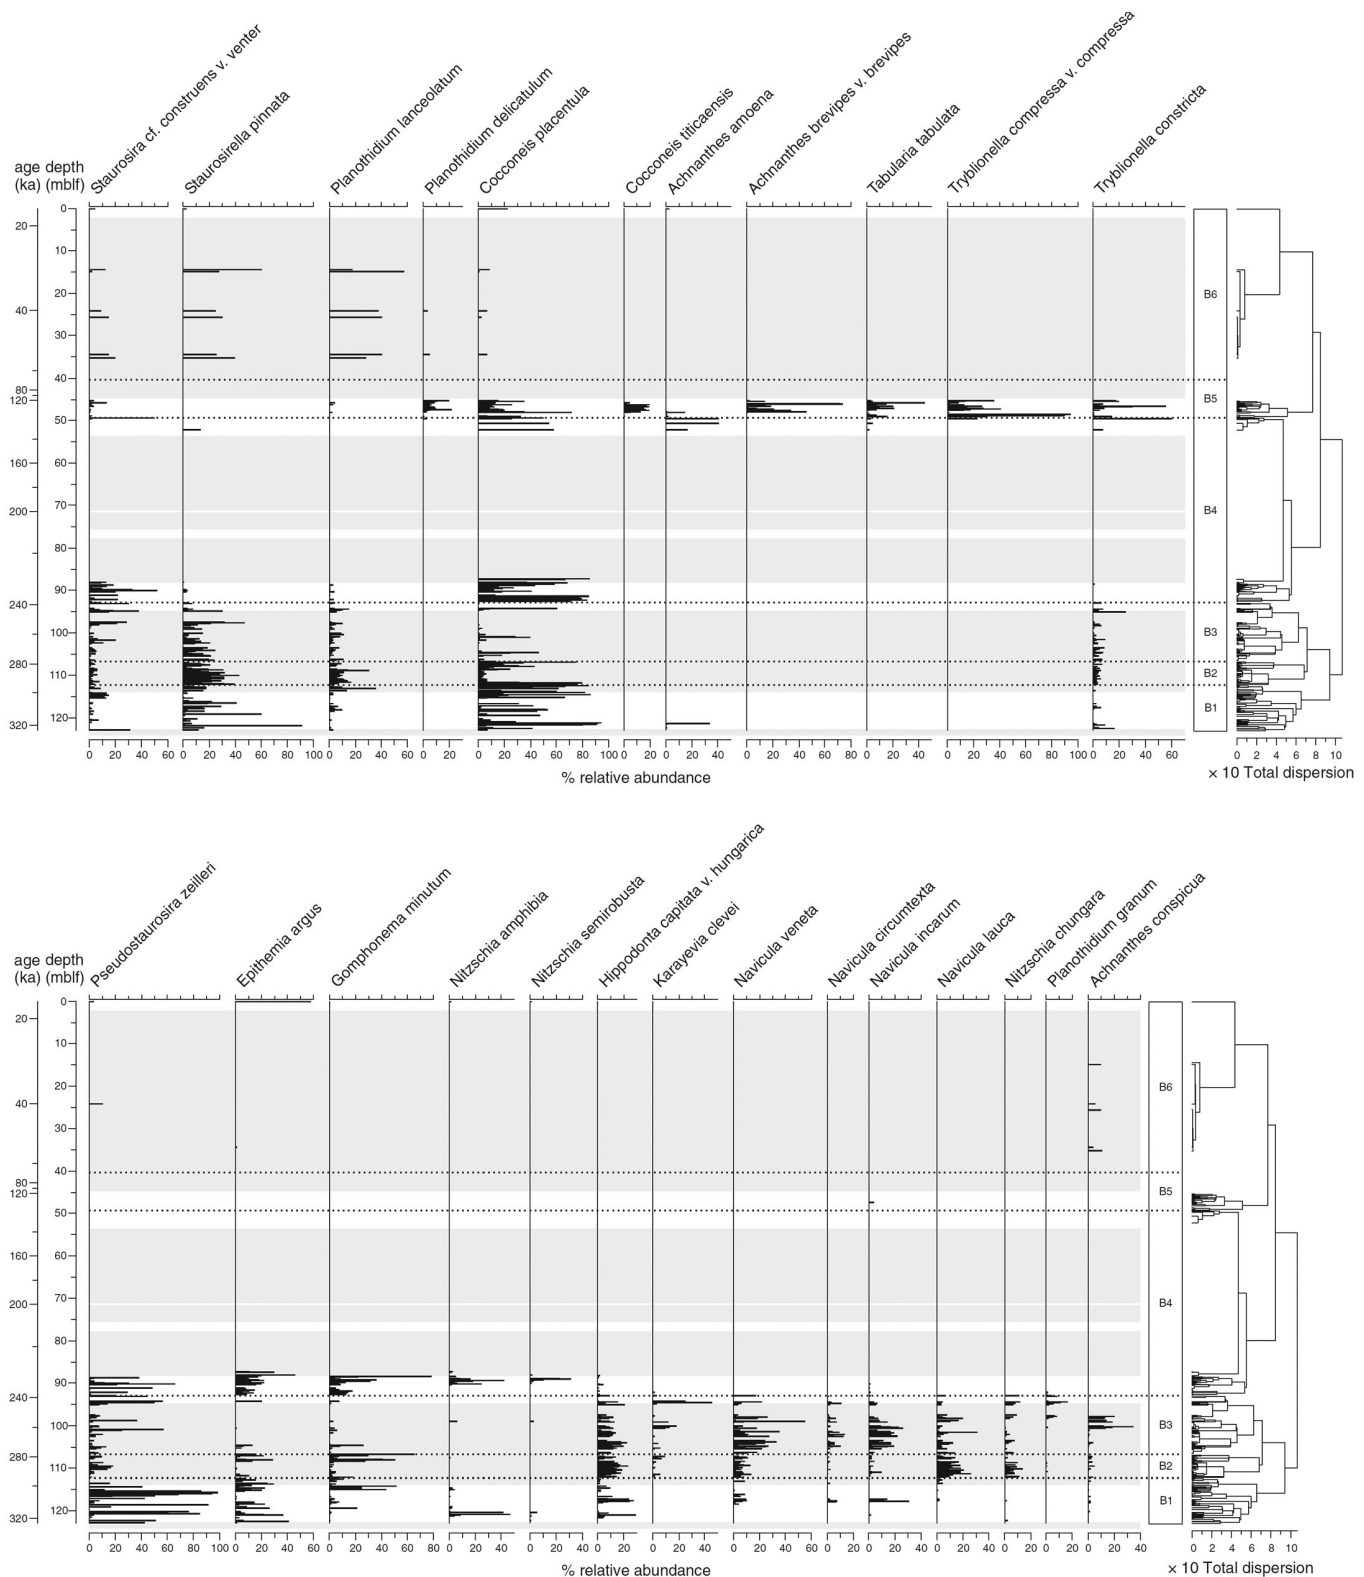 Staurosira cf. construens v. venter
Staurosirella pinnata
Planothidium lanceolatum
Planothidium delicatulum
Cocconeis placentula
Cocconeis titicaensis
Achnanthes amoena
Achnanthes brevipes v. brevipes
Tabularia tabulata
Tryblionella compressa v. compressa
Tryblionella constricta
age depth
(ka) (mblf)
20
40
80
120
160
200
240
280
320
0
10
20
30
40
50
60
70
80
90
100
110
120
B6
B5
B4
B3
B2
B1
0 20 40 60
0 20 40 60 80 100
0 20 40 60
0 20
0 20 40 60 80 100
0 20
0 20 40
0 20 40 60 80
0 20 40 60
0 20 40 60 80 100
0 20 40 60
0 2 4 6 8 10
% relative abundance
× 10 Total dispersion
Pseudostaurosira zeilleri
Epithemia argus
Gomphonema minutum
Nitzschia amphibia
Nitzschia semirobusta
Hippodonta capitata v. hungarica
Karayevia clevei
Navicula veneta
Navicula circumtexta
Navicula incarum
Navicula lauca
Nitzschia chungara
Planothidium granum
Achnanthes conspicua
age depth
(ka) (mblf)
20
40
80
120
160
200
240
280
320
0
10
20
30
40
50
60
70
80
90
100
110
120
B6
B5
B4
B3
B2
B1
0 20 40 60 80 100
0 20 40 60
0 20 40 60 80
0 20 40
0 20 40
0 20
0 20 40
0 20 40 60
0 20
0 20 40
0 20 40
0 20
0 20
0 20 40
0 2 4 6 8 10
% relative abundance
× 10 Total dispersion